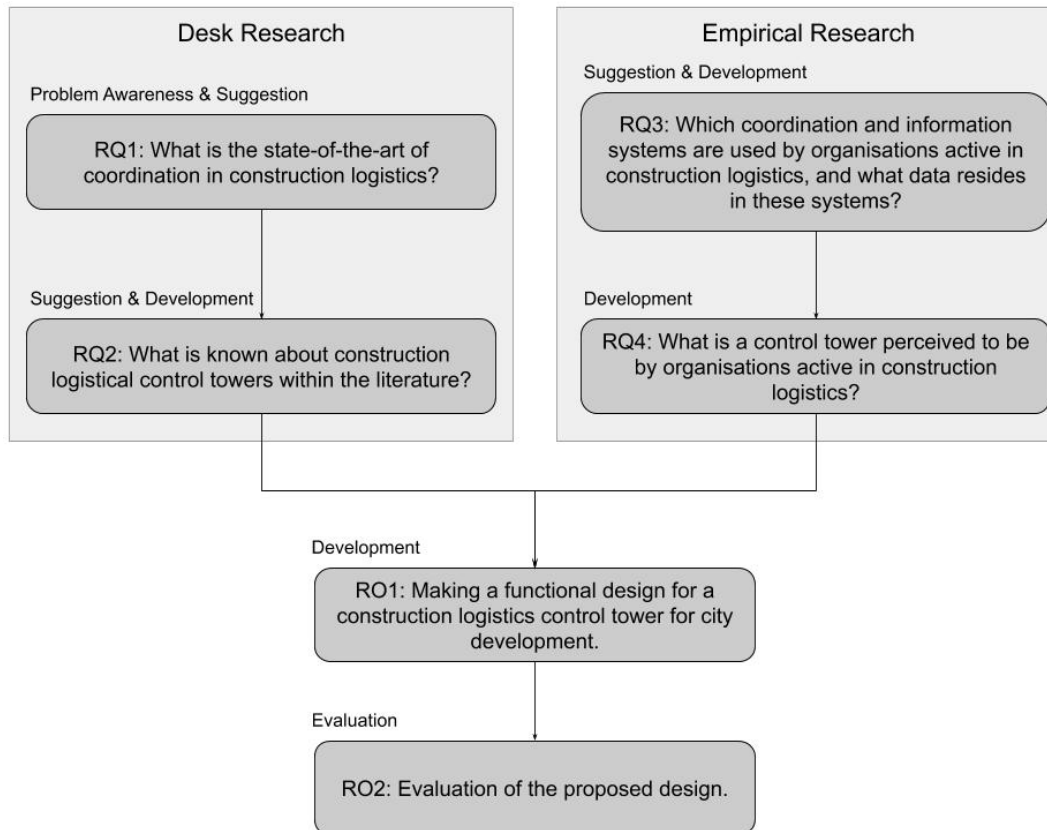 Desk Research
Problem Awareness & Suggestion
RQ1: What is the state-of-the-art of
coordination in construction logistics?
Suggestion & Development
RQ2: What is known about construction
logistical control towers within the literature?
Empirical Research
Suggestion & Development
RQ3: Which coordination and information
systems are used by organisations active in
construction logistics, and what data resides
in these systems?
Development
RQ4: What is a control tower perceived to be
by organisations active in construction
logistics?
Development
RO1: Making a functional design for a
construction logistics control tower for city
development.
Evaluation
RO2: Evaluation of the proposed design.